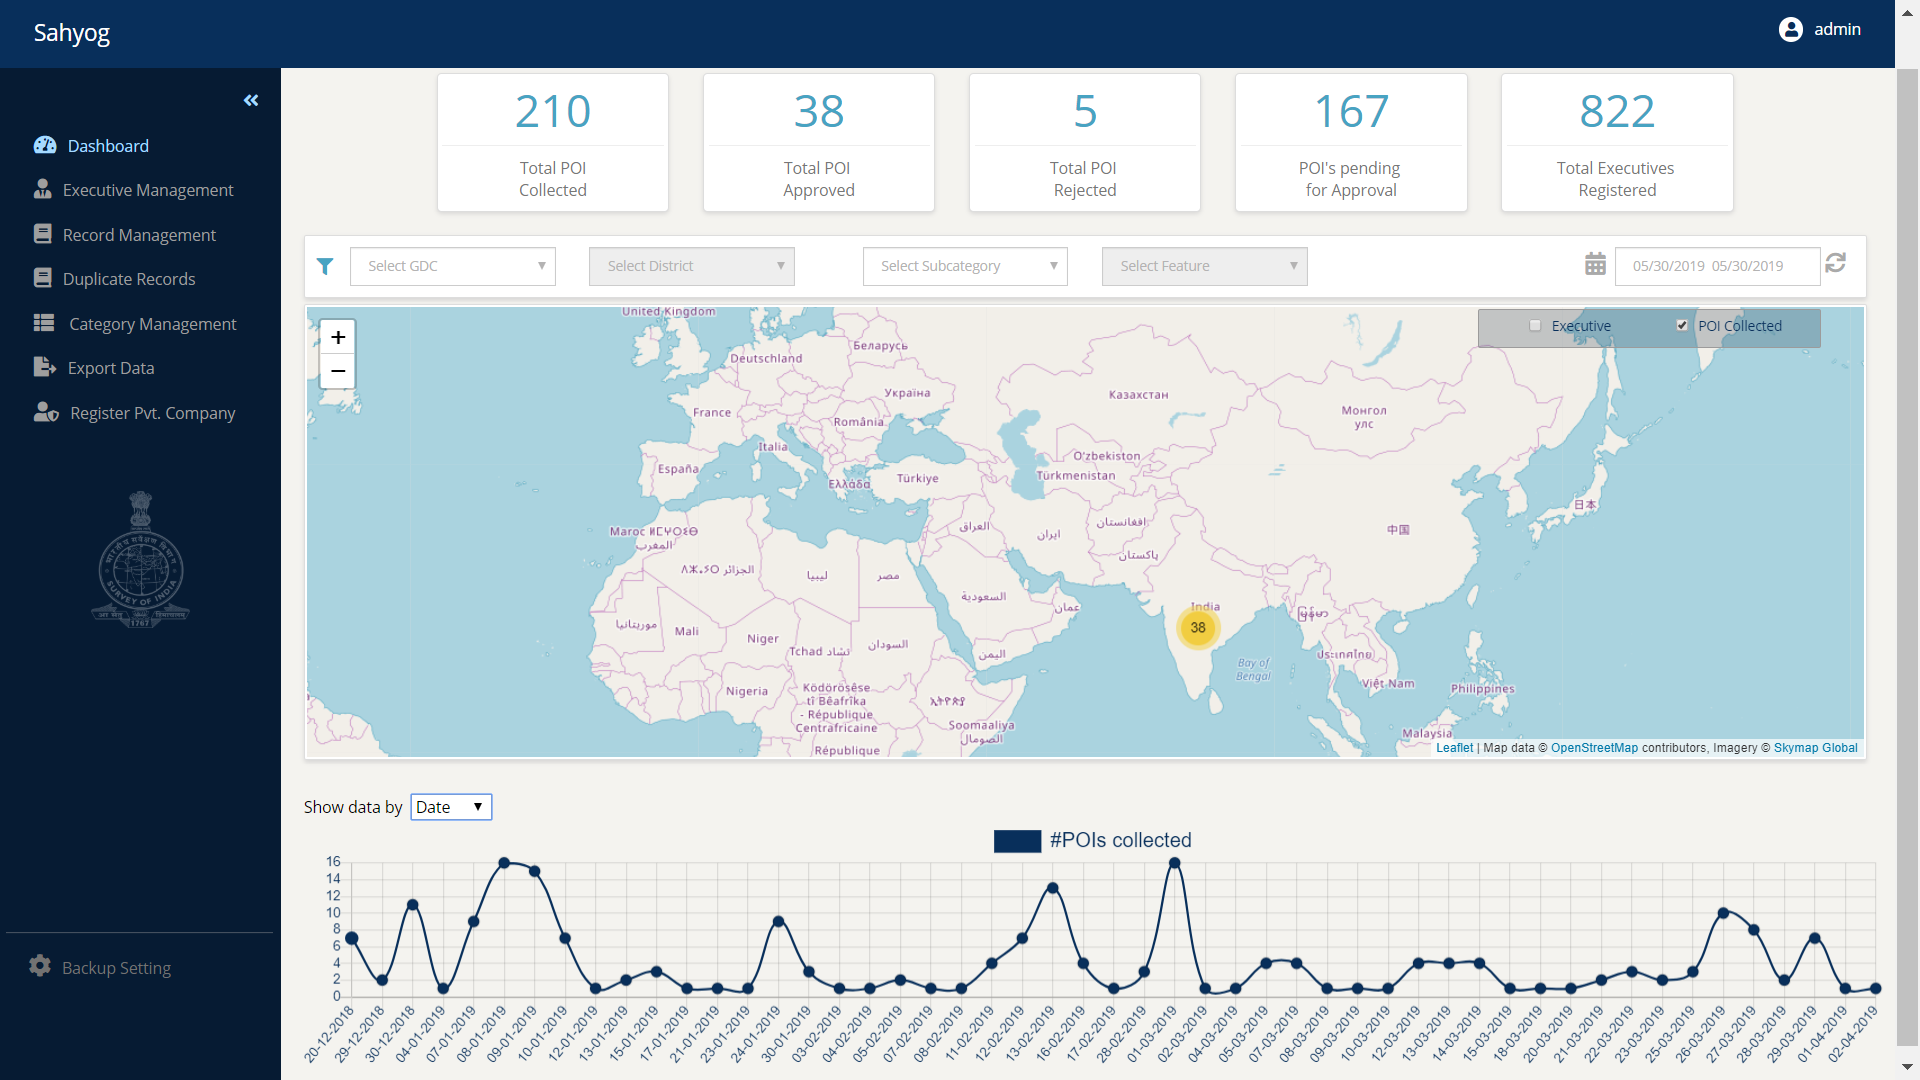 Sahyog
admin
Dashboard
Executive Management
Record Management
Duplicate Records
Category Management
Export Data
Register Pvt. Company
SURVEY OF INDIA
1767
Backup Setting
210
Total POI
Collected
38
Total POI
Approved
5
Total POI
Rejected
167
POI's pending
for Approval
822
Total Executives
Registered
Select GDC
Select District
Select Subcategory
Select Feature
05/30/2019 05/30/2019
+
−
Executive
POI Collected
United Kingdom
Deutschland
Беларусь
Україна
France
România
Italia
España
Ελλάδα
Türkiye
Казахстан
Монгол
улс
Oʻzbekiston
Türkmenistan
日本
中国
Maroc ⵍⵎⵖⵔⵉⴱ
المغرب
العراق
ایران
افغانستان
پاکستان
الجزائر
ليبيا
مصر
السعودية
عمان
India
38
موريتانيا
Mali
Niger
Tchad تشاد
السودان
اليمن
Bay of
Bengal
ประเทศไทย
Việt Nam
Philippines
Nigeria
Ködörösêse
tî Bêafrîka
- République
Centrafricaine
République
Soomaaliya
الصومال
Malaysia
Leaflet | Map data © OpenStreetMap contributors, Imagery © Skymap Global
Show data by Date
#POIs collected
16
14
12
10
8
6
4
2
0
20-12-2018
29-12-2018
30-12-2018
04-01-2019
07-01-2019
08-01-2019
09-01-2019
10-01-2019
12-01-2019
13-01-2019
15-01-2019
17-01-2019
21-01-2019
23-01-2019
24-01-2019
30-01-2019
03-02-2019
04-02-2019
05-02-2019
07-02-2019
08-02-2019
11-02-2019
12-02-2019
13-02-2019
16-02-2019
17-02-2019
28-02-2019
01-03-2019
02-03-2019
04-03-2019
05-03-2019
07-03-2019
08-03-2019
09-03-2019
10-03-2019
12-03-2019
13-03-2019
14-03-2019
15-03-2019
18-03-2019
20-03-2019
21-03-2019
22-03-2019
23-03-2019
25-03-2019
26-03-2019
27-03-2019
28-03-2019
29-03-2019
01-04-2019
02-04-2019